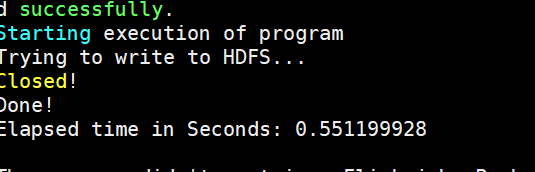 d successfully.
Starting execution of program
Trying to write to HDFS...
Closed!
Done!
Elapsed time in Seconds: 0.551199928